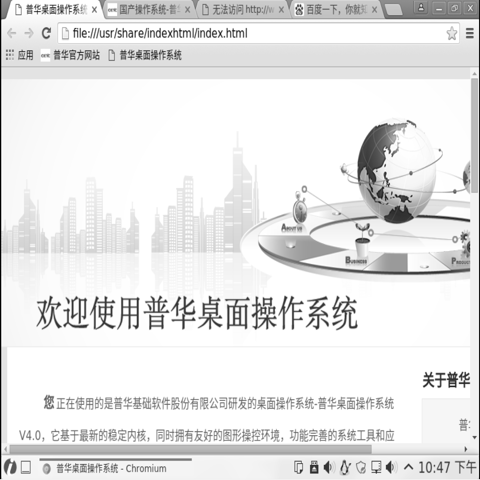 普华桌面操作系统
国产操作系统-普华
无法访问 http://w
百度一下，你就知
file:///usr/share/indexhtml/index.html
应用 普华官方网站 普华桌面操作系统
ABOUT US
BUSINESS
欢迎使用普华桌面操作系统
关于普华
您正在使用的是普华基础软件股份有限公司研发的桌面操作系统-普华桌面操作系统
普
V4.0，它基于最新的稳定内核，同时拥有友好的图形操控环境，功能完善的系统工具和应
普华桌面操作系统 - Chromium
10:47 下午